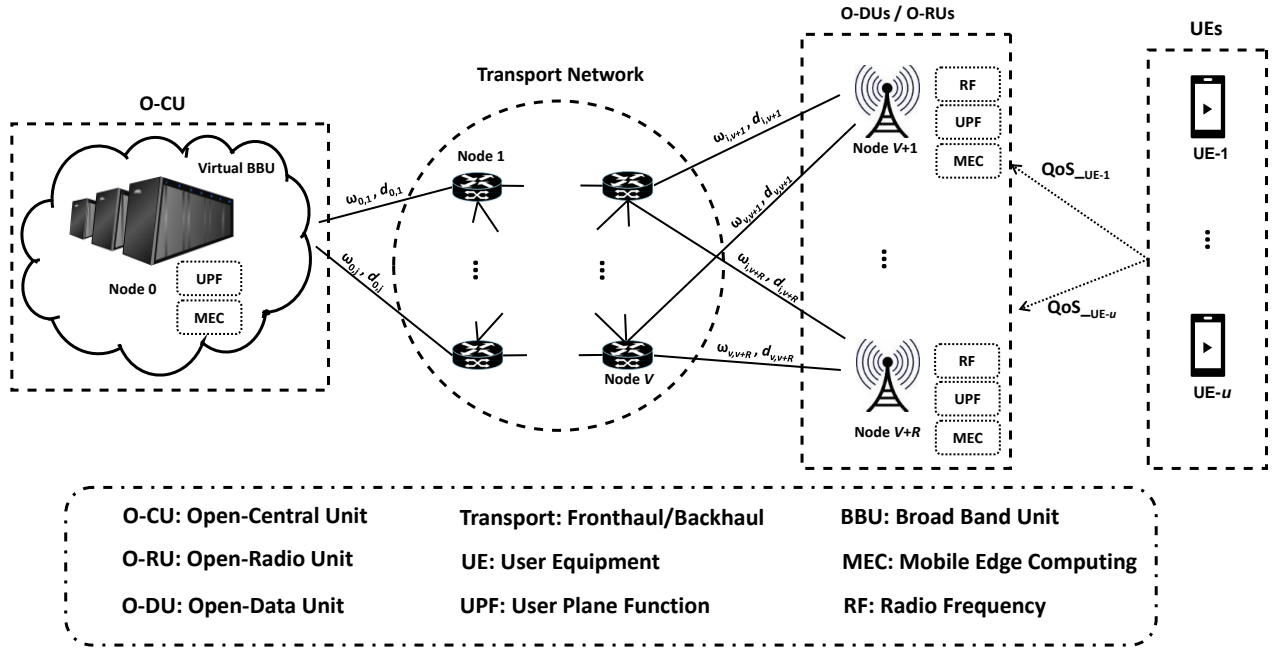 O-DUs / O-RUs
UEs
Transport Network
O-CU
Virtual BBU
Node 0
UPF
MEC
ω0,1 , d0,1
ω0,j , d0,j
Node 1
...
...
Node V
ωi,v+1 , di,v+1
ωv,v+1 , dv,v+1
ωi,v+R , di,v+R
ωv,v+R , dv,v+R
RF
UPF
MEC
Node V+1
...
RF
UPF
MEC
Node V+R
QoS_UE-1
QoS_UE-u
UE-1
...
UE-u
O-CU: Open-Central Unit
Transport: Fronthaul/Backhaul
BBU: Broad Band Unit
O-RU: Open-Radio Unit
UE: User Equipment
MEC: Mobile Edge Computing
O-DU: Open-Data Unit
UPF: User Plane Function
RF: Radio Frequency